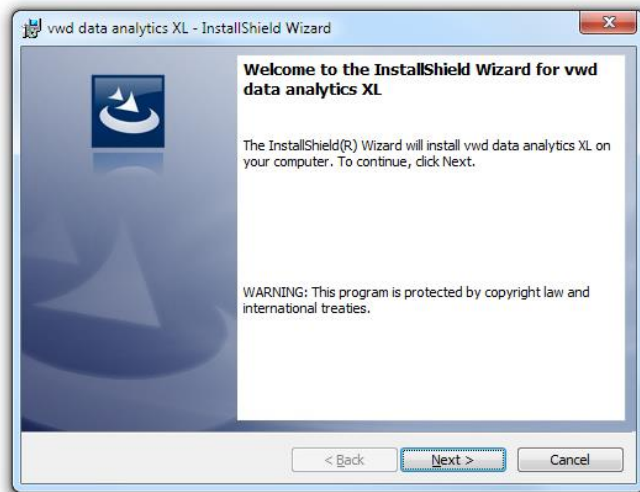 vwd data analytics XL - InstallShield Wizard
X
Welcome to the InstallShield Wizard for vwd
data analytics XL
The InstallShield(R) Wizard will install vwd data analytics XL on
your computer. To continue, click Next.
WARNING: This program is protected by copyright law and
international treaties.
< Back
Next >
Cancel